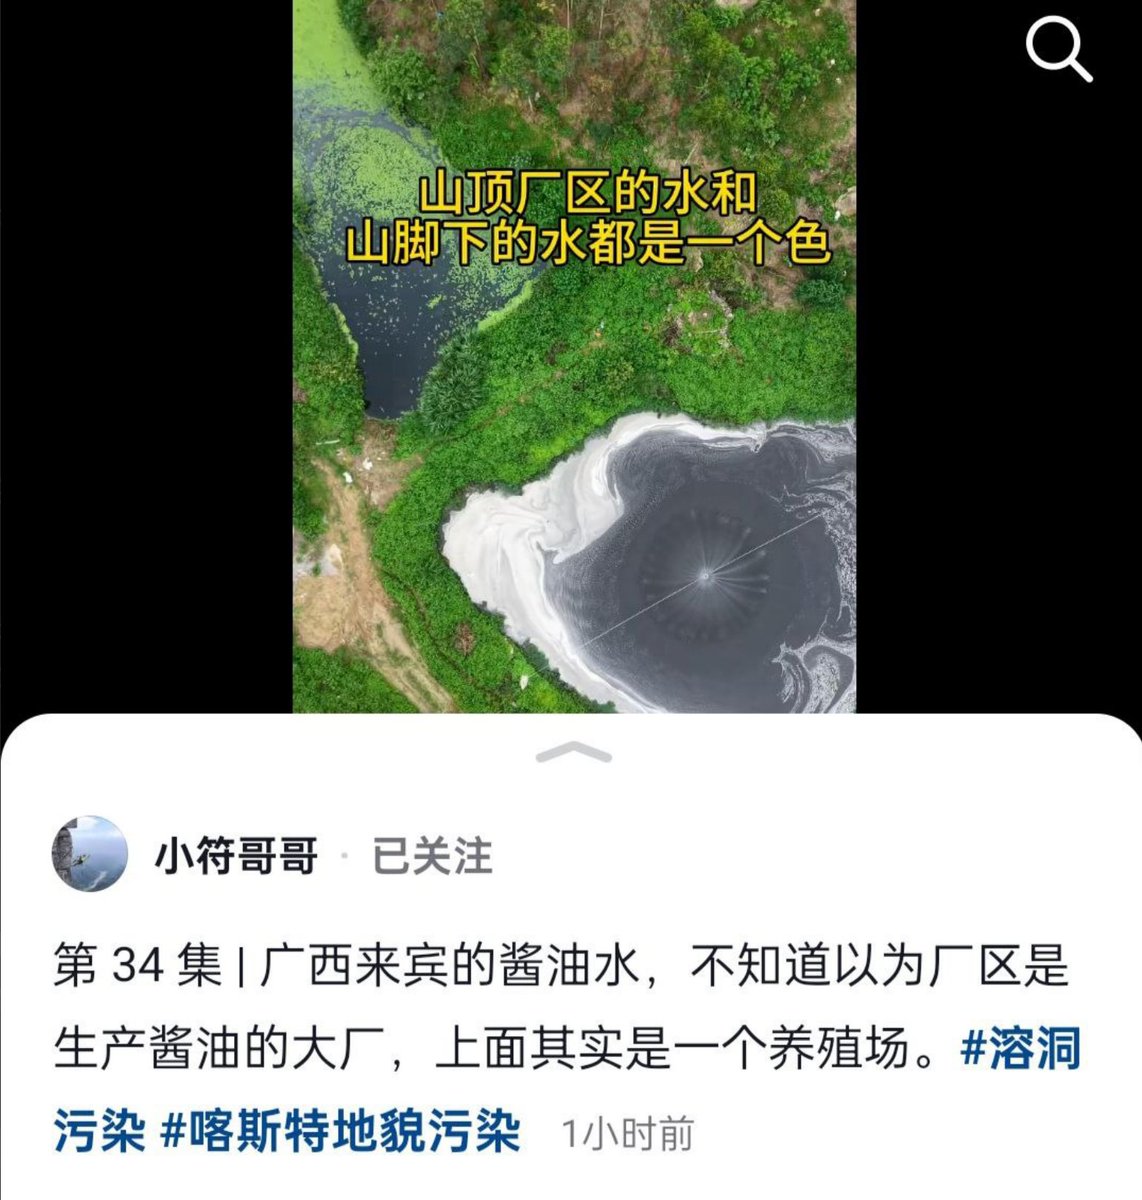 山顶厂区的水和
山脚下的水都是一个色
小符哥哥 · 已关注
第 34 集 | 广西来宾的酱油水，不知道以为厂区是
生产酱油的大厂，上面其实是一个养殖场。#溶洞
污染 #喀斯特地貌污染 1小时前